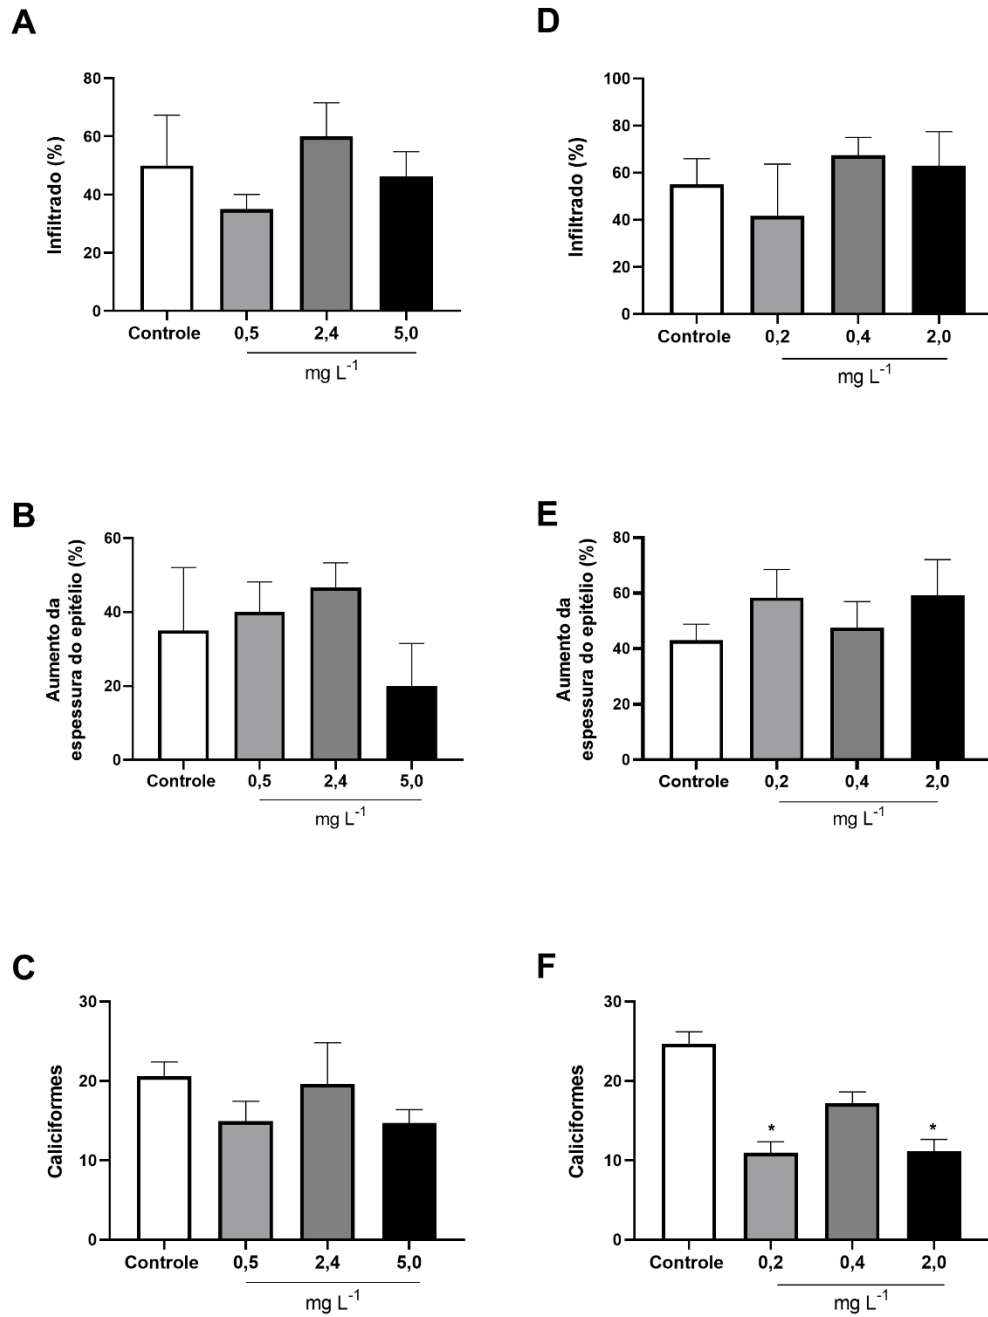 A
Infiltrado (%)
80
60
40
20
0
Controle 0,5 2,4 5,0
mg L-1
D
Infiltrado (%)
100
80
60
40
20
0
Controle 0,2 0,4 2,0
mg L-1
B
Aumento da
espessura do epitélio (%)
60
40
20
0
Controle 0,5 2,4 5,0
mg L-1
E
Aumento da
espessura do epitélio (%)
80
60
40
20
0
Controle 0,2 0,4 2,0
mg L-1
C
Caliciformes
30
20
10
0
Controle 0,5 2,4 5,0
mg L-1
F
Caliciformes
30
20
10
0
* *
Controle 0,2 0,4 2,0
mg L-1